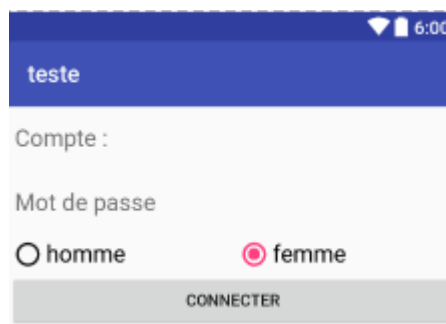 6:00
teste
Compte :
Mot de passe
homme femme
CONNECTER